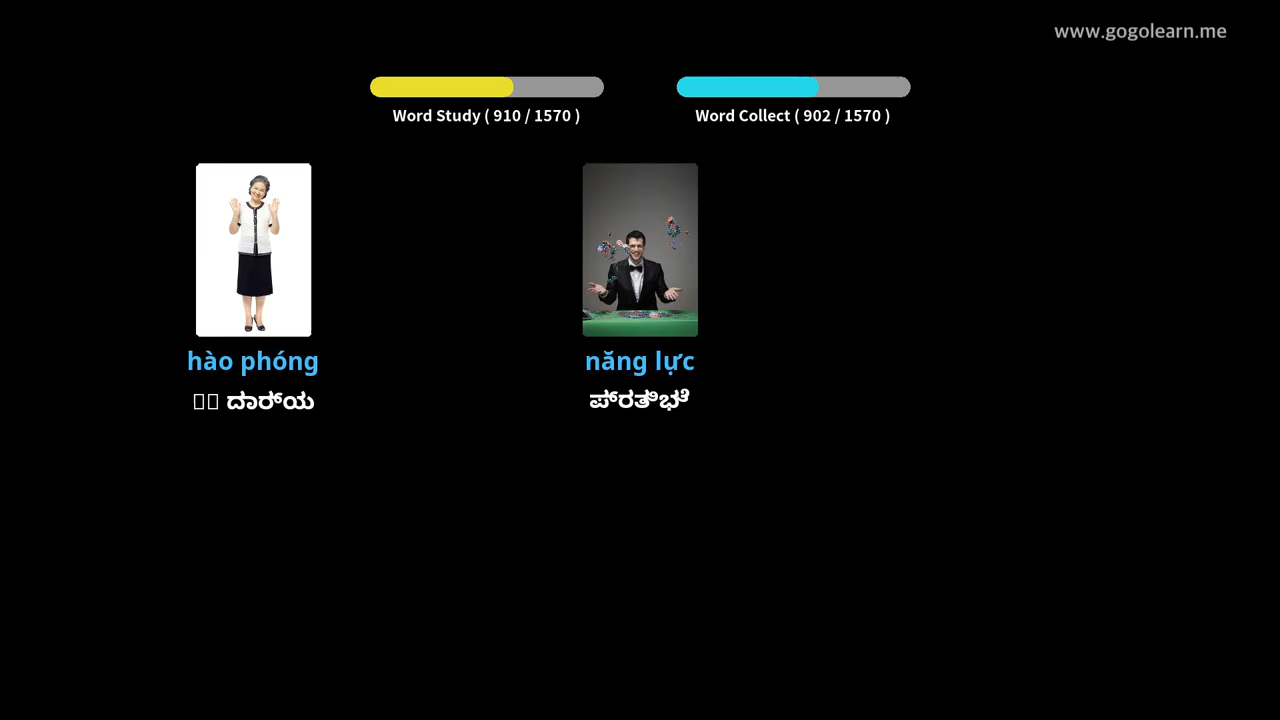 www.gogolearn.me
Word Study ( 910 / 1570 )
Word Collect ( 902 / 1570 )
hào phóng
ದಾರ್ಯ
năng lực
ಪ್ರತಿಭೆ